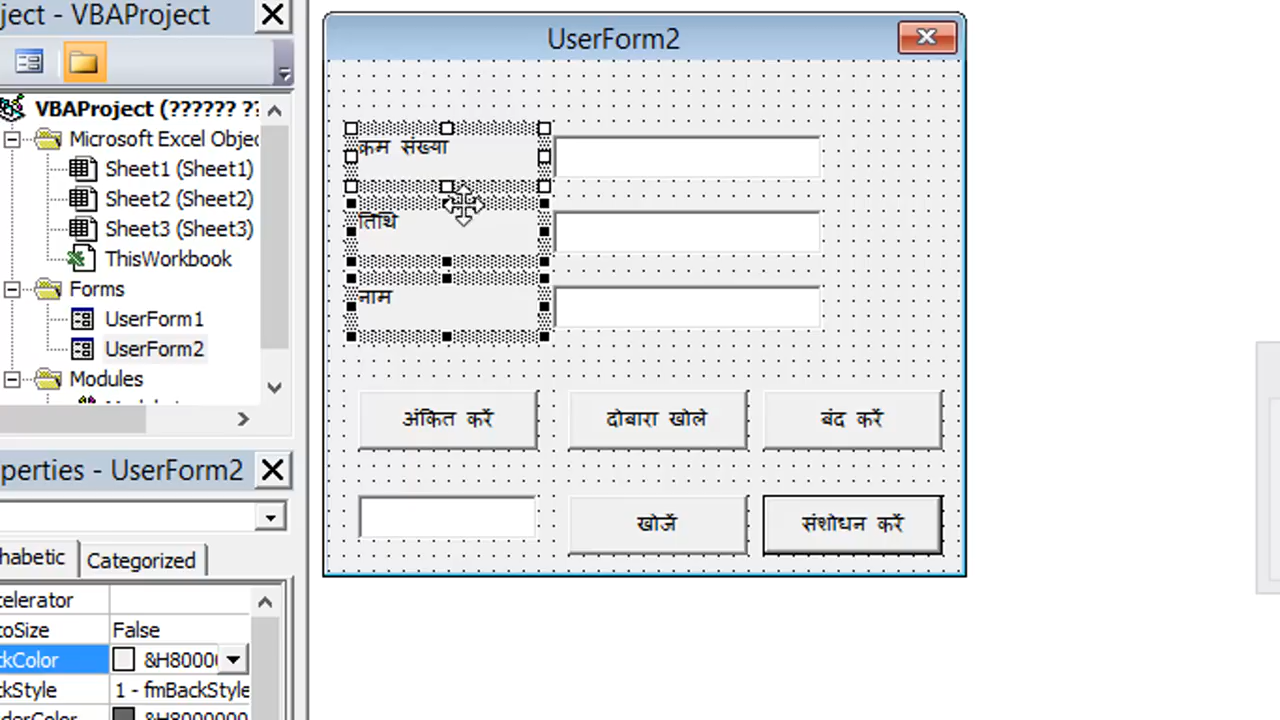 ject - VBAProject
VBAProject (?????? ??
Microsoft Excel Objec
Sheet1 (Sheet1)
Sheet2 (Sheet2)
Sheet3 (Sheet3)
ThisWorkbook
Forms
UserForm1
UserForm2
Modules
perties - UserForm2
habetic
Categorized
celerator
toSize
False
ckColor
&H8000(
ckStyle
1 - fmBackStyle
UserForm2
क्रम संख्या
तिथि
नाम
अंकित करें
दोबारा खोले
बंद करें
खोजें
संशोधन करें